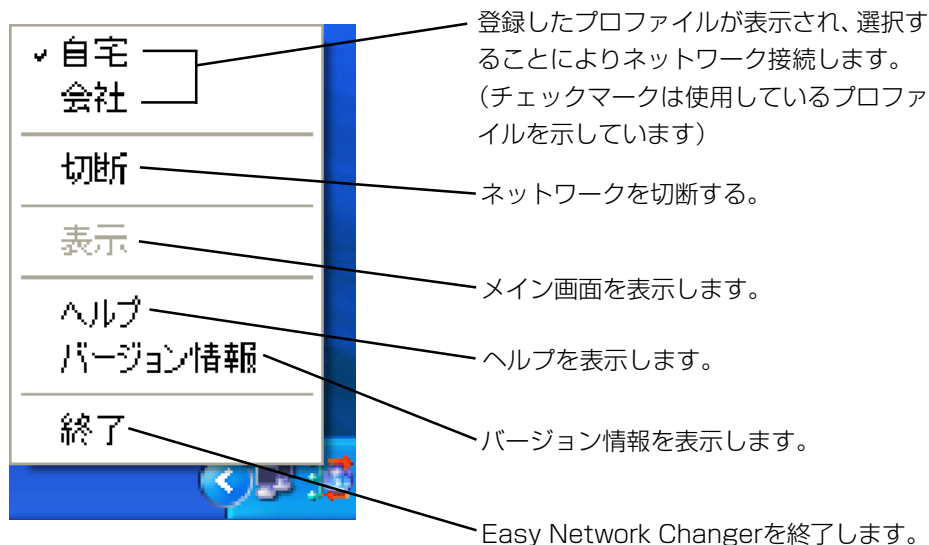 自宅
会社
切断
表示
ヘルプ
バージョン情報
終了
登録したプロファイルが表示され、選択す
ることによりネットワーク接続します。
（チェックマークは使用しているプロファ
イルを示しています）
ネットワークを切断する。
メイン画面を表示します。
ヘルプを表示します。
バージョン情報を表示します。
Easy Network Changerを終了します。